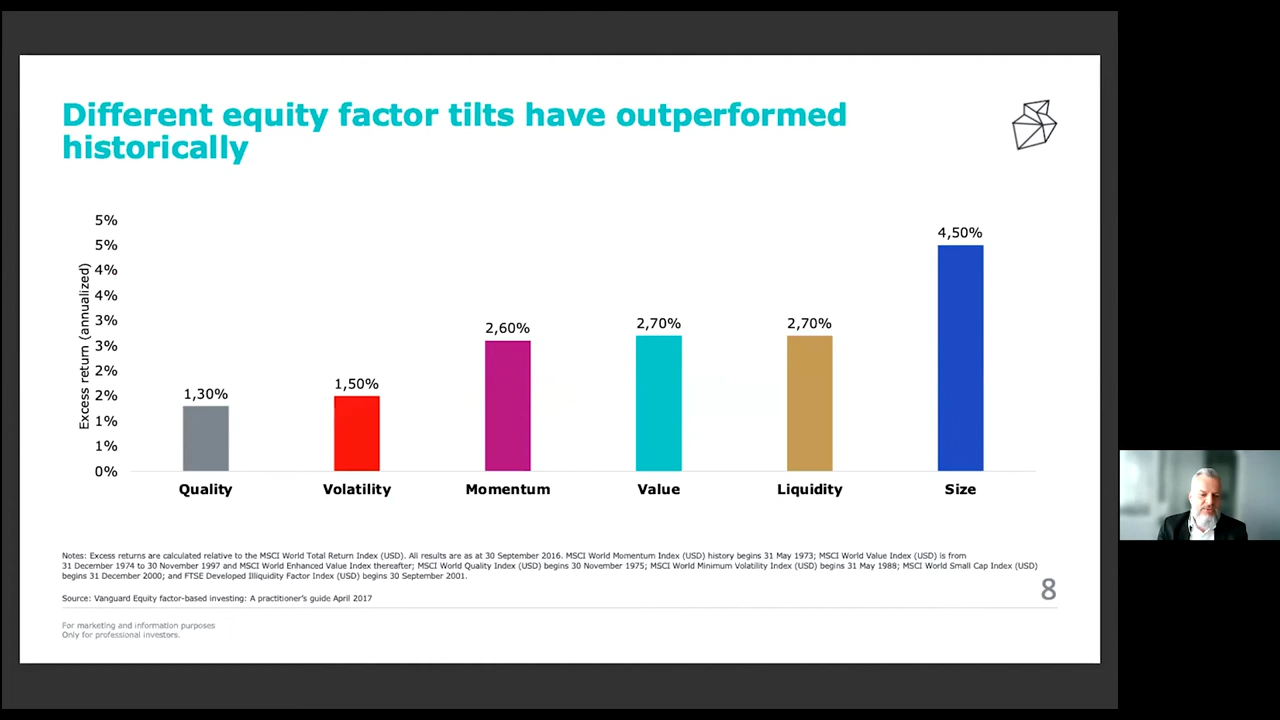 Different equity factor tilts have outperformed
historically
Excess return (annualized)
5%
5%
4%
4%
3%
3%
2%
2%
1%
1%
0%
1,30%
1,50%
2,60%
2,70%
2,70%
4,50%
Quality
Volatility
Momentum
Value
Liquidity
Size
Notes: Excess returns are calculated relative to the MSCI World Total Return Index (USD). All results are as at 30 September 2016. MSCI World Momentum Index (USD) history begins 31 May 1973; MSCI World Value Index (USD) is from
31 December 1974 to 30 November 1997 and MSCI World Enhanced Value Index thereafter; MSCI World Quality Index (USD) begins 30 November 1975; MSCI World Minimum Volatility Index (USD) begins 31 May 1988; MSCI World Small Cap Index (USD)
begins 31 December 2000; and FTSE Developed Illiquidity Factor Index (USD) begins 30 September 2001.
Source: Vanguard Equity factor-based investing: A practitioner's guide April 2017
8
For marketing and information purposes
Only for professional investors.